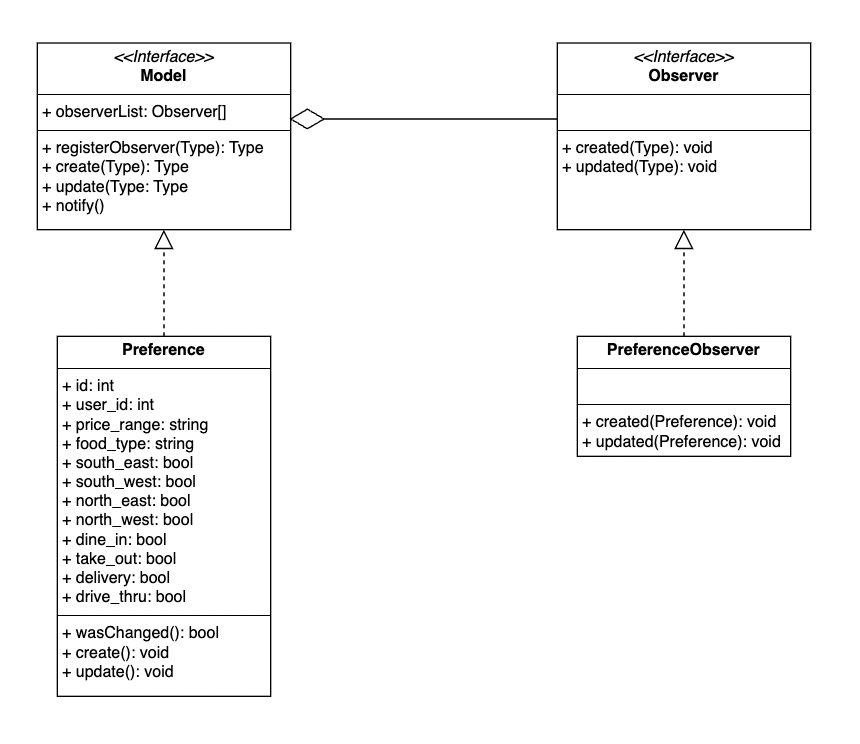 <<Interface>>
Model
+ observerList: Observer[]
+ registerObserver(Type): Type
+ create(Type): Type
+ update(Type: Type
+ notify()
<<Interface>>
Observer
+ created(Type): void
+ updated(Type): void
Preference
+ id: int
+ user_id: int
+ price_range: string
+ food_type: string
+ south_east: bool
+ south_west: bool
+ north_east: bool
+ north_west: bool
+ dine_in: bool
+ take_out: bool
+ delivery: bool
+ drive_thru: bool
+ wasChanged(): bool
+ create(): void
+ update(): void
PreferenceObserver
+ created(Preference): void
+ updated(Preference): void